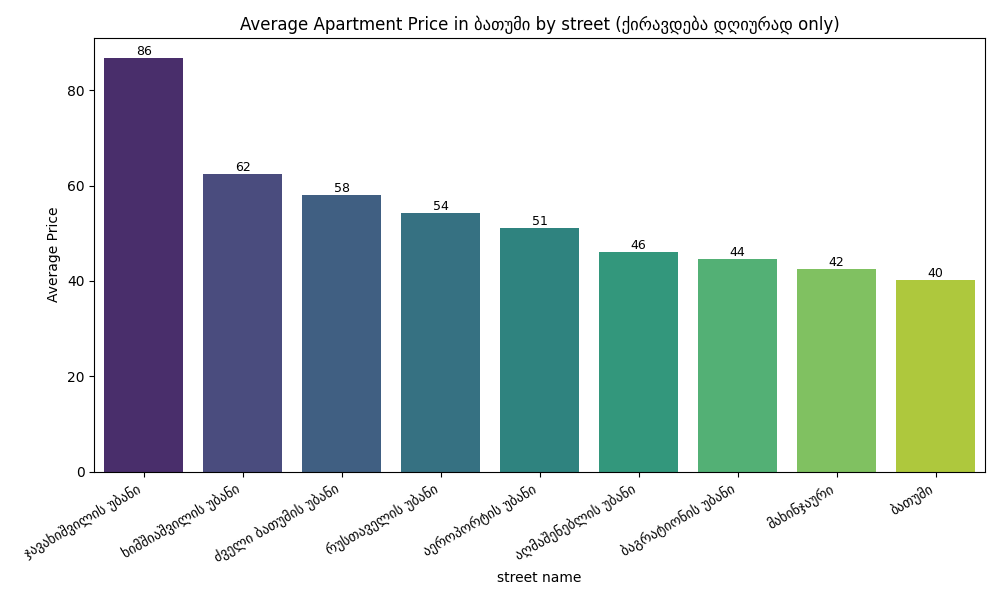 Average Apartment Price in ბათუმი by street (ქირავდება დღიურად only)
Average Price
80
60
40
20
0
86
62
58
54
51
46
44
42
40
ჯავახიშვილის უბანი
ხიმშიაშვილის უბანი
ძველი ბათუმის უბანი
რუსთაველის უბანი
აეროპორტის უბანი
აღმაშენებლის უბანი
ბაგრატიონის უბანი
მახინჯაური
ბათუმი
street name